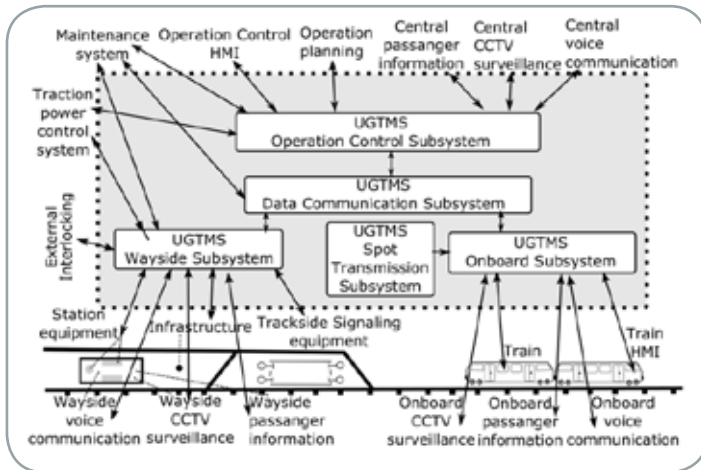 Maintenance
system
Operation Control
HMI
Operation
planning
Central
passanger
information
Central
CCTV
surveillance
Central
voice
communication
Traction
power
control
system
UGTMS
Operation Control Subsystem
UGTMS
Data Communication Subsystem
External
Interlocking
UGTMS
Wayside Subsystem
UGTMS
Spot
Transmission
Subsystem
UGTMS
Onboard Subsystem
Station
equipment
Infrastructure
Trackside Signaling
equipment
Train
Train
HMI
Wayside
voice
communication
Wayside
CCTV
surveillance
Wayside
passanger
information
Onboard
CCTV
surveillance
Onboard
passanger
information
Onboard
voice
communication